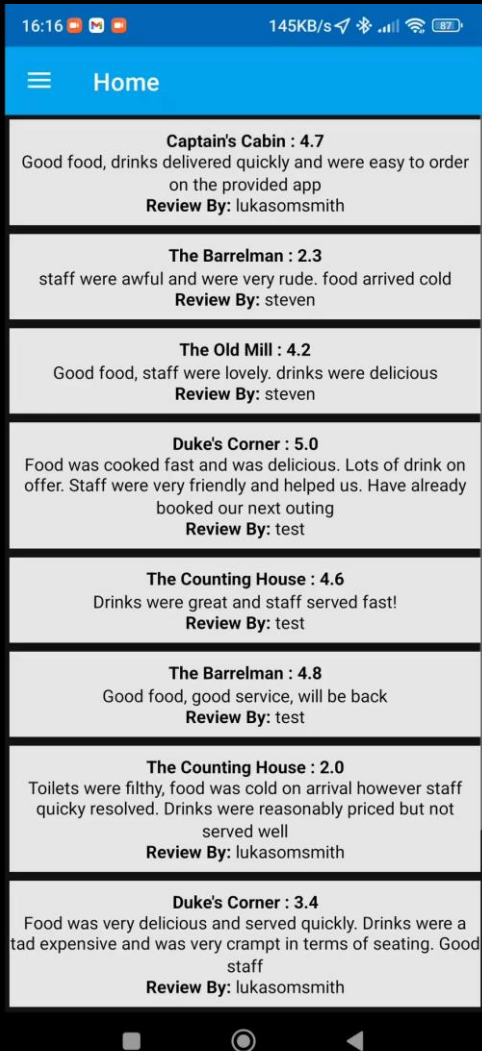 16:16 145KB/s 87
Home
Captain's Cabin : 4.7
Good food, drinks delivered quickly and were easy to order
on the provided app
Review By: lukasomsmith
The Barrelman : 2.3
staff were awful and were very rude. food arrived cold
Review By: steven
The Old Mill : 4.2
Good food, staff were lovely. drinks were delicious
Review By: steven
Duke's Corner : 5.0
Food was cooked fast and was delicious. Lots of drink on
offer. Staff were very friendly and helped us. Have already
booked our next outing
Review By: test
The Counting House : 4.6
Drinks were great and staff served fast!
Review By: test
The Barrelman : 4.8
Good food, good service, will be back
Review By: test
The Counting House : 2.0
Toilets were filthy, food was cold on arrival however staff
quicky resolved. Drinks were reasonably priced but not
served well
Review By: lukasomsmith
Duke's Corner : 3.4
Food was very delicious and served quickly. Drinks were a
tad expensive and was very crampt in terms of seating. Good
staff
Review By: lukasomsmith